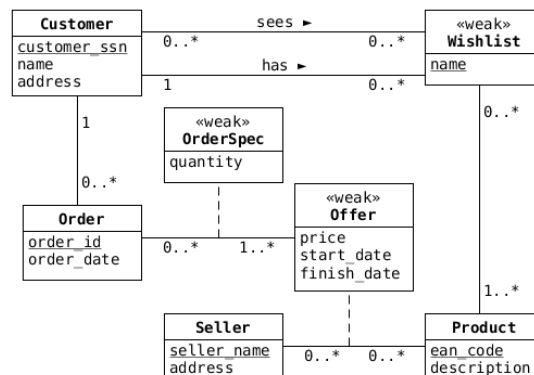 Customer
customer_ssn
name
address
sees ►
0..*
0..*
has ►
1
0..*
«weak»
Wishlist
name
1
0..*
«weak»
OrderSpec
quantity
0..*
Order
order_id
order_date
0..*
1..*
«weak»
Offer
price
start_date
finish_date
1..*
Seller
seller_name
address
0..*
0..*
Product
ean_code
description